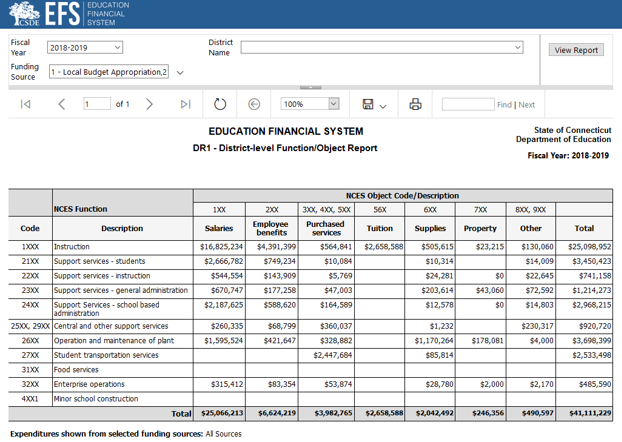 CSDE EFS EDUCATION FINANCIAL SYSTEM
Fiscal Year 2018-2019 District Name View Report
Funding Source 1 - Local Budget Appropriation,2
1 of 1 100% Find | Next
EDUCATION FINANCIAL SYSTEM
DR1 - District-level Function/Object Report
State of Connecticut
Department of Education
Fiscal Year: 2018-2019
NCES Object Code/Description
NCES Function 1XX 2XX 3XX, 4XX, 5XX 56X 6XX 7XX 8XX, 9XX
Code Description Salaries Employee benefits Purchased services Tuition Supplies Property Other Total
1XXX Instruction $16,825,234 $4,391,399 $564,841 $2,658,588 $505,615 $23,215 $130,060 $25,098,952
21XX Support services - students $2,666,782 $749,234 $10,084 $10,314 $14,009 $3,450,423
22XX Support services - instruction $544,554 $143,909 $5,769 $24,281 $0 $22,645 $741,158
23XX Support services - general administration $670,747 $177,258 $47,003 $203,614 $43,060 $72,592 $1,214,273
24XX Support Services - school based administration $2,187,625 $588,620 $164,589 $12,578 $0 $14,803 $2,968,215
25XX, 29XX Central and other support services $260,335 $68,799 $360,037 $1,232 $230,317 $920,720
26XX Operation and maintenance of plant $1,595,524 $421,647 $328,882 $1,170,264 $178,081 $4,000 $3,698,399
27XX Student transportation services $2,447,684 $85,814 $2,533,498
31XX Food services
32XX Enterprise operations $315,412 $83,354 $53,874 $28,780 $2,000 $2,170 $485,590
4XX1 Minor school construction
Total $25,066,213 $6,624,219 $3,982,765 $2,658,588 $2,042,492 $246,356 $490,597 $41,111,229
Expenditures shown from selected funding sources: All Sources